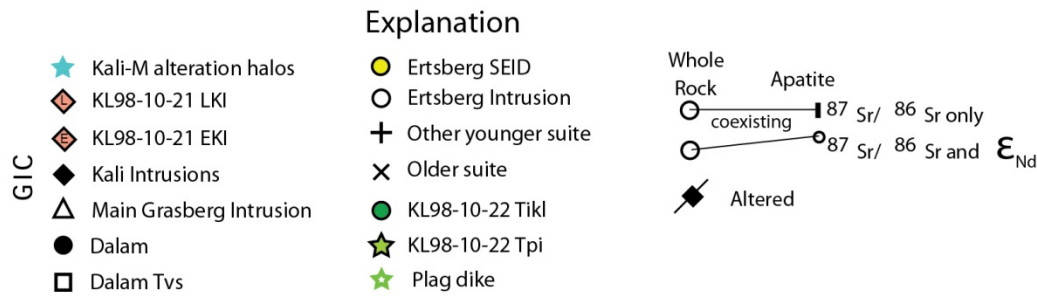 Explanation
GIC
Kali-M alteration halos
L KL98-10-21 LKI
E KL98-10-21 EKI
Kali Intrusions
Main Grasberg Intrusion
Dalam
Dalam Tvs
Ertsberg SEID
Ertsberg Intrusion
Other younger suite
Older suite
KL98-10-22 Tikl
KL98-10-22 Tpi
Plag dike
Whole
Rock
Apatite
coexisting
87 Sr/ 86 Sr only
87 Sr/ 86 Sr and εNd
Altered